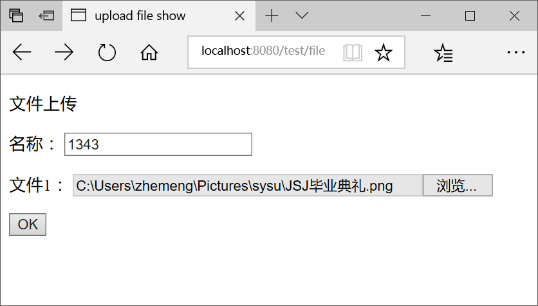 upload file show
localhost:8080/test/file
文件上传
名称： 1343
文件1： C:\Users\zhemeng\Pictures\sysu\JSJ毕业典礼.png 浏览...
OK